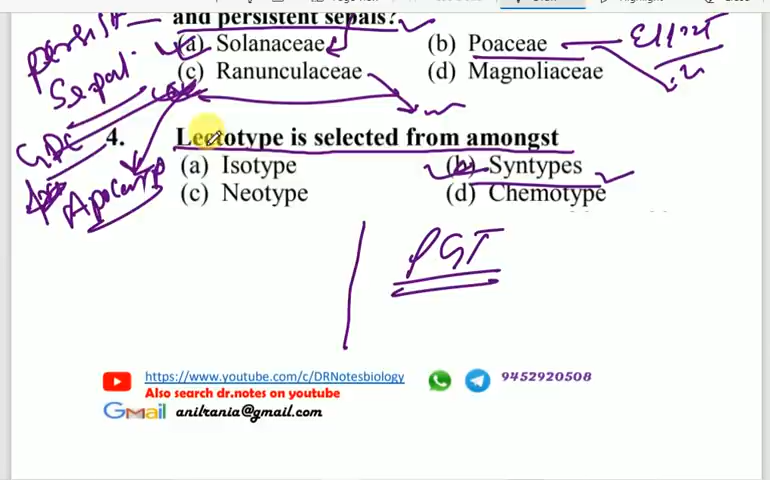 and persistent sepals?
persist
(a) Solanaceae (b) Poaceae
Sepal
(c) Ranunculaceae (d) Magnoliaceae
4. Lectotype is selected from amongst
(a) Isotype (b) Syntypes
Apocarp
(c) Neotype (d) Chemotype
PGT
https://www.youtube.com/c/DRNotesbiology 9452920508
Also search dr.notes on youtube
Gmail anilrania@gmail.com